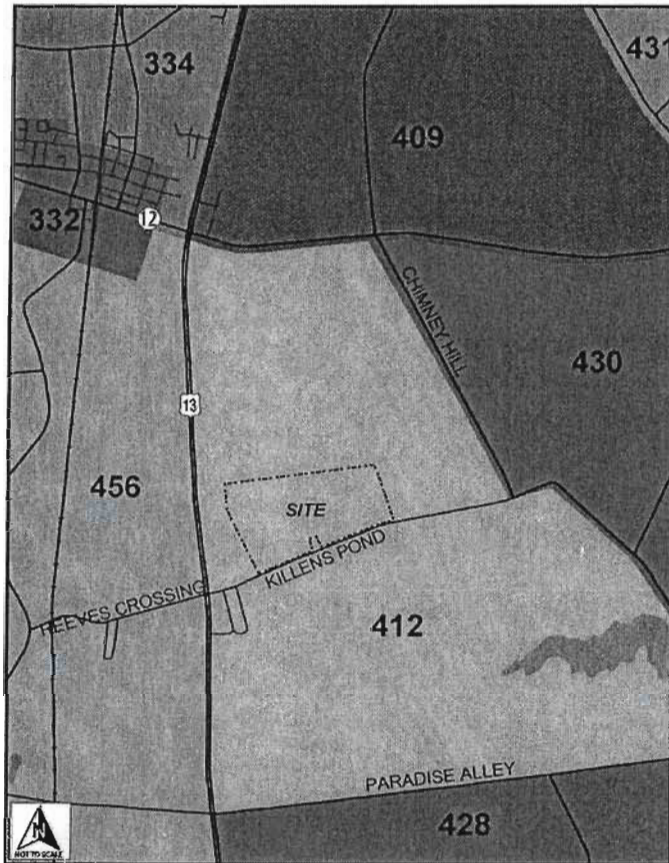 334
431
409
332
12
CHIMNEY HILL
430
13
456
SITE
KILLENS POND
REEVES CROSSING
412
PARADISE ALLEY
428
N
NOT TO SCALE